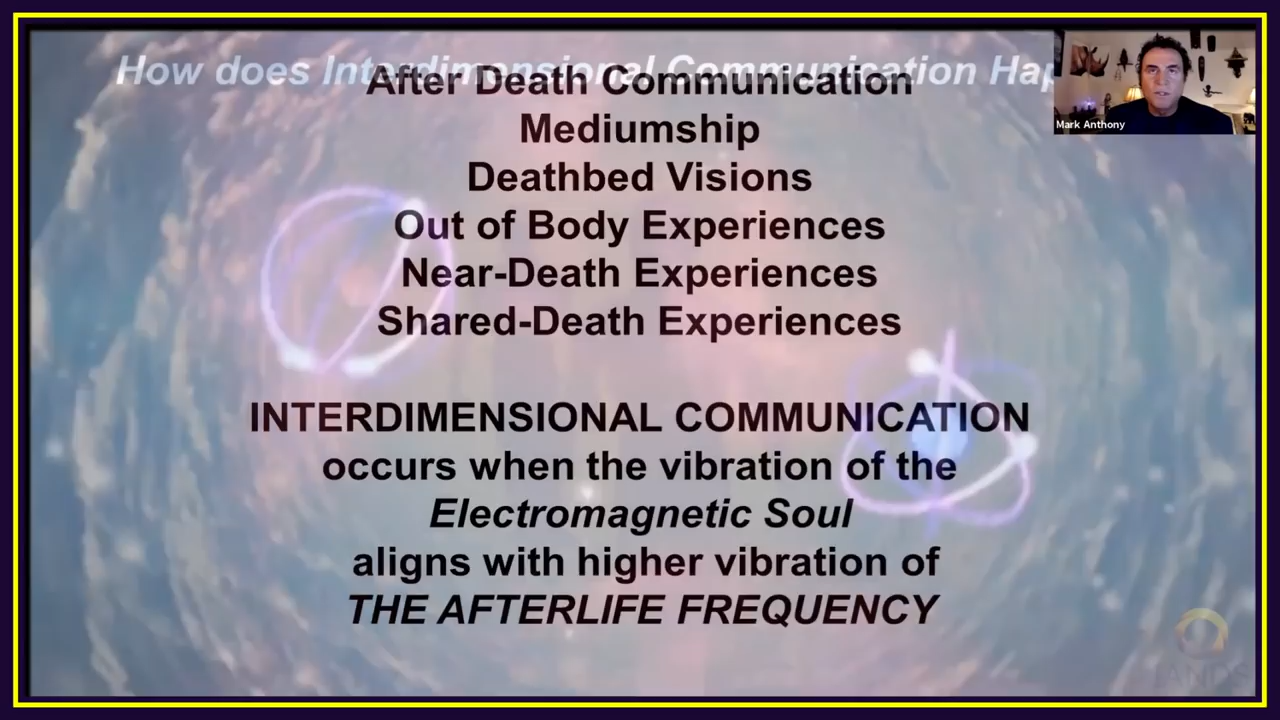 How does Interdimensional Communication Hap
After Death Communication
Mark Anthony
Mediumship
Deathbed Visions
Out of Body Experiences
Near-Death Experiences
Shared-Death Experiences
INTERDIMENSIONAL COMMUNICATION
occurs when the vibration of the
Electromagnetic Soul
aligns with higher vibration of
THE AFTERLIFE FREQUENCY
IANDS